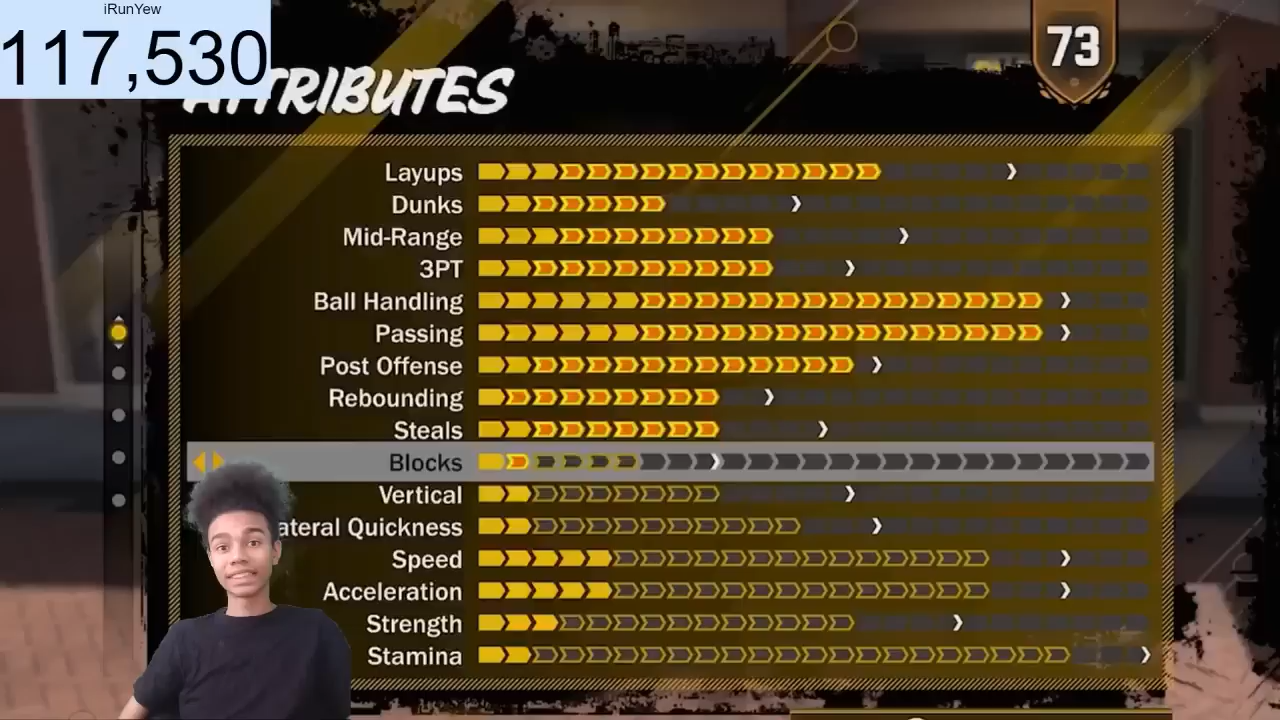 iRunYew
117,530
ATTRIBUTES
73
Layups
Dunks
Mid-Range
3PT
Ball Handling
Passing
Post Offense
Rebounding
Steals
Blocks
Vertical
ateral Quickness
Speed
Acceleration
Strength
Stamina